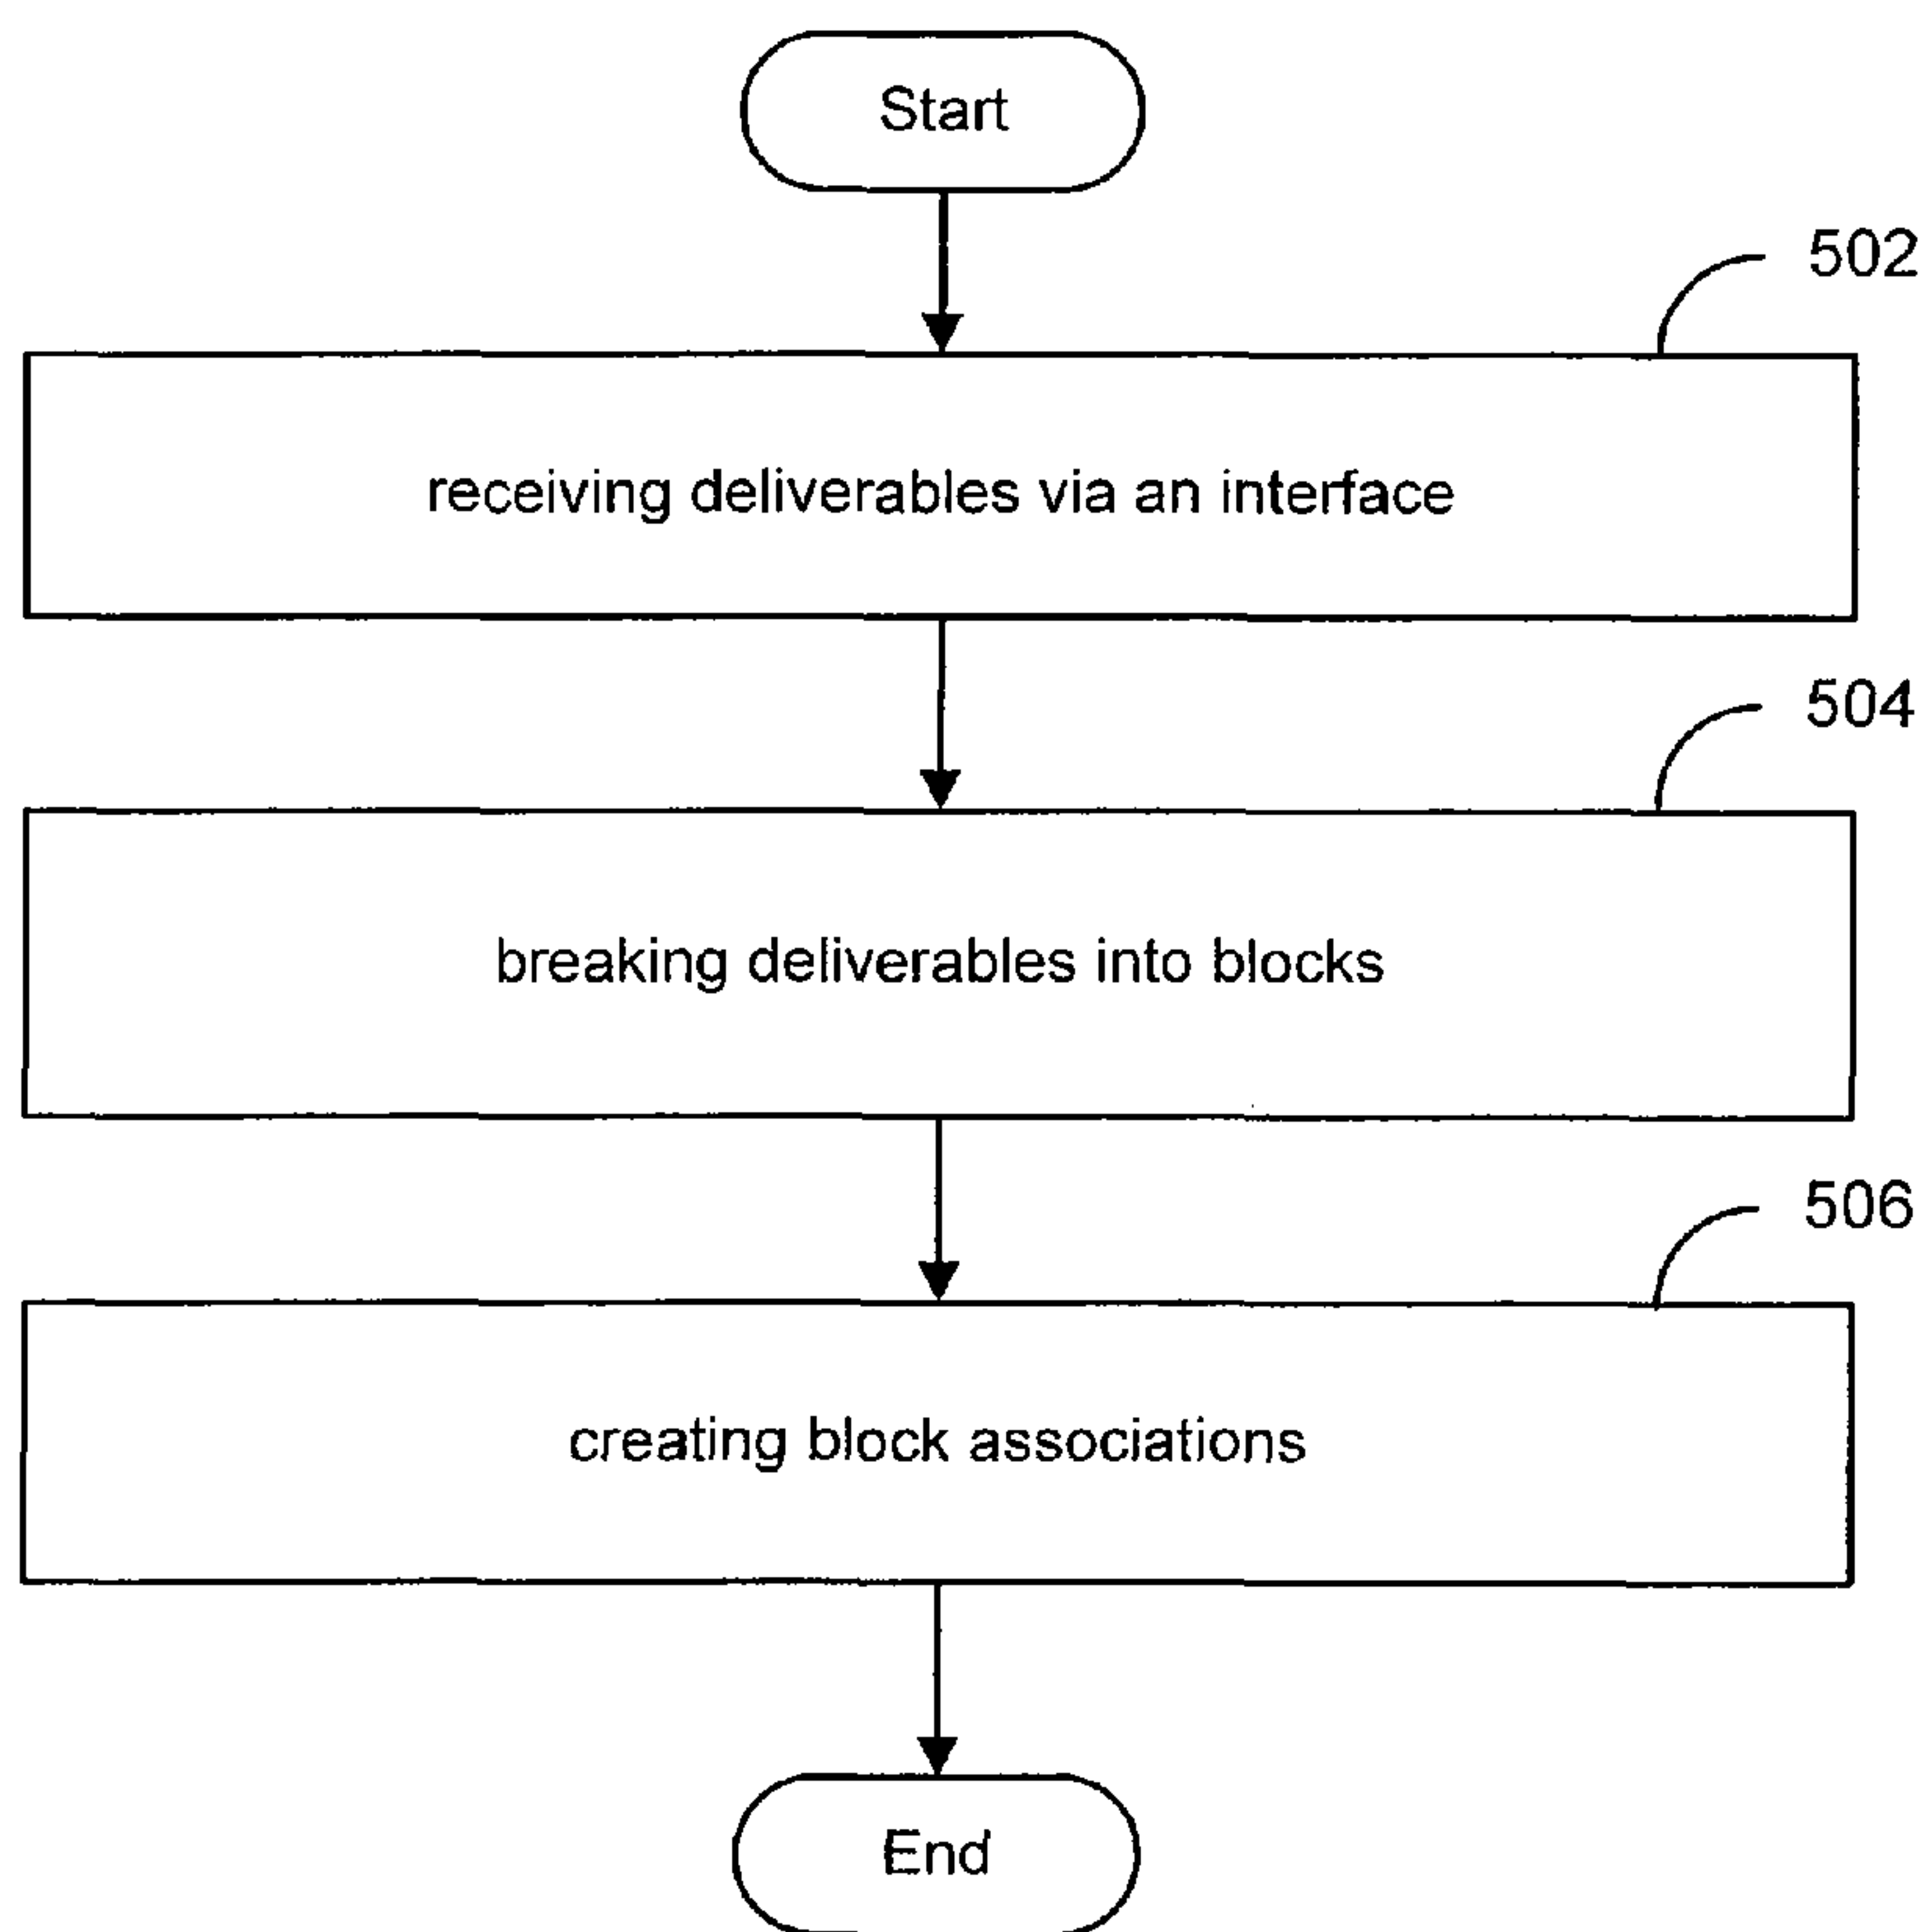 Start
502
receiving deliverables via an interface
504
breaking deliverables into blocks
506
creating block associations
End